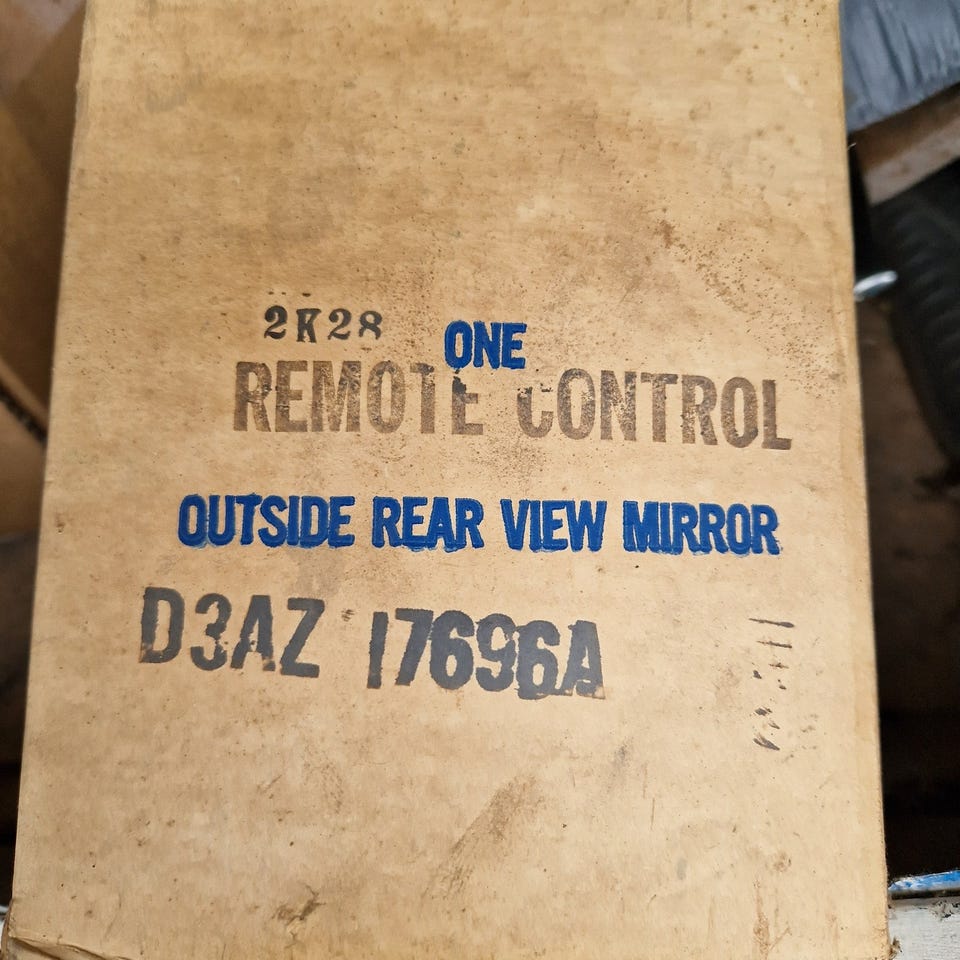 2K28
ONE
REMOTE CONTROL
OUTSIDE REAR VIEW MIRROR
D3AZ 17696A